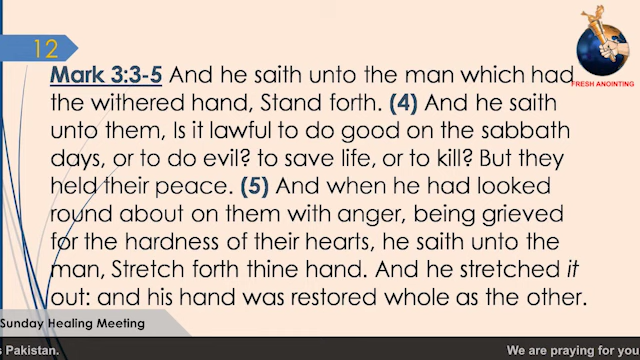 12
FRESH ANOINTING
Mark 3:3-5 And he saith unto the man which had
the withered hand, Stand forth. (4) And he saith
unto them, Is it lawful to do good on the sabbath
days, or to do evil? to save life, or to kill? But they
held their peace. (5) And when he had looked
round about on them with anger, being grieved
for the hardness of their hearts, he saith unto the
man, Stretch forth thine hand. And he stretched it
out: and his hand was restored whole as the other.
Sunday Healing Meeting
s Pakistan. We are praying for you